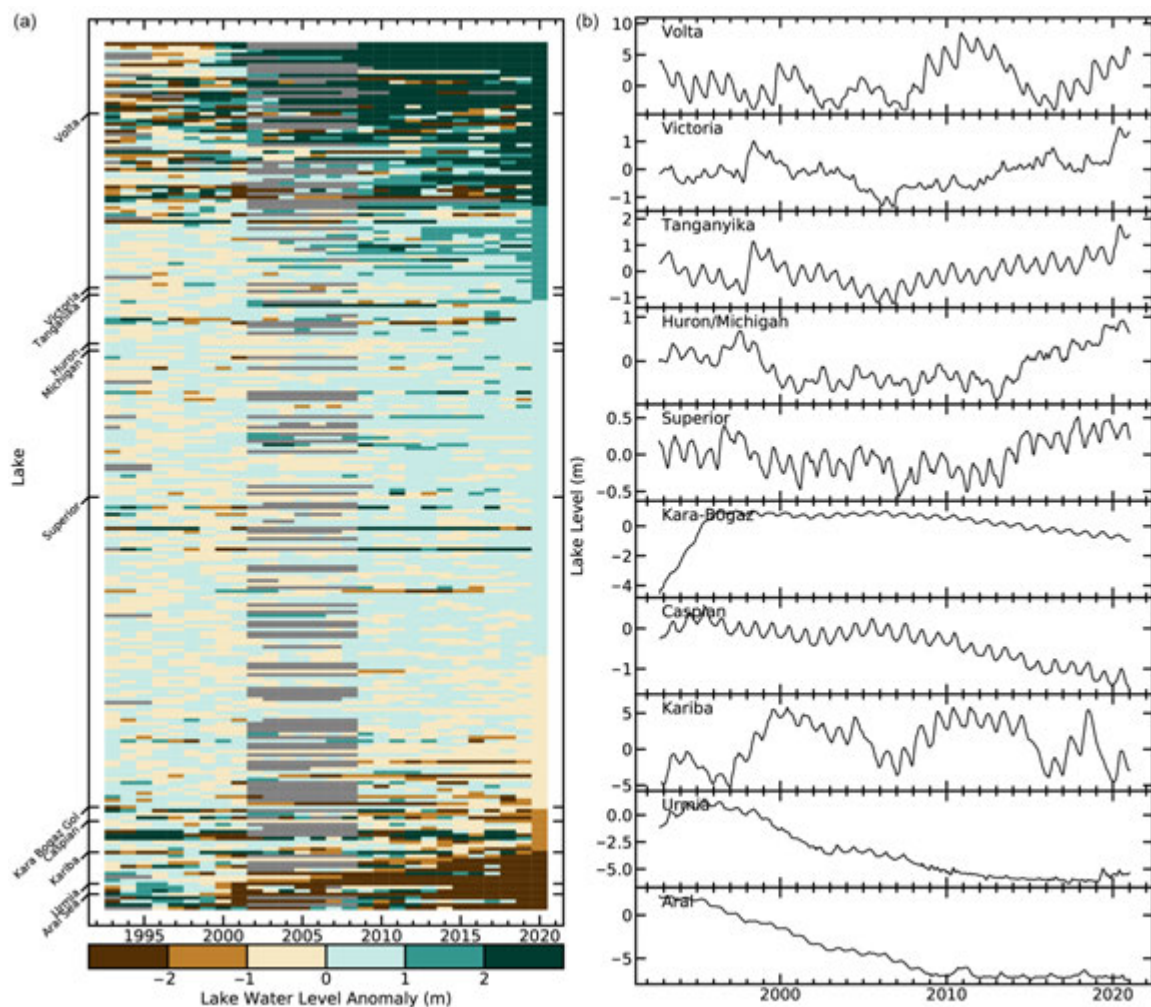 (a)
Volta
Victoria
Tanganika
Huron
Michigan
Superior
Kara Bogaz Gol
Caspian
Kariba
Urmia
Aral Sea
Lake
1995 2000 2005 2010 2015 2020
-2 -1 0 1 2
Lake Water Level Anomaly (m)
(b)
Lake Level (m)
Volta
10
5
0
Victoria
1
0
-1
Tanganyika
2
1
0
-1
Huron/Michigan
1
0
Superior
0.5
0.0
-0.5
Kara-Bogaz
0
-2
-4
Caspian
0
-1
Kariba
5
0
-5
Urmia
0.0
-2.5
-5.0
Aral
0
-5
2000 2010 2020